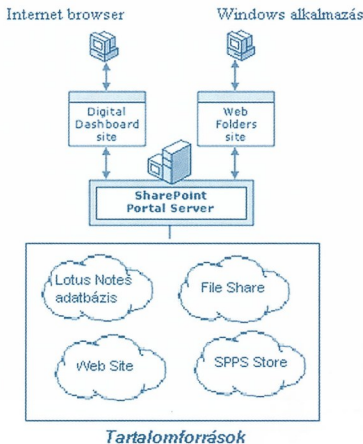 Internet browser
Windows alkalmazás
Digital
Dashboard
site
Web
Folders
site
SharePoint
Portal Server
Lotus Notes
adatbázis
File Share
Web Site
SPPS Store
Tartalomforrások